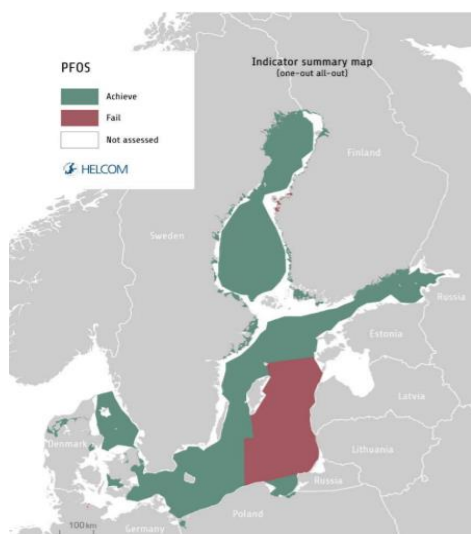 PFOS
Achieve
Fail
Not assessed
HELCOM
Indicator summary map
(one-out all-out)
Finland
Sweden
Russia
Estonia
Latvia
Denmark
Lithuania
Russia
Poland
Germany
100 km